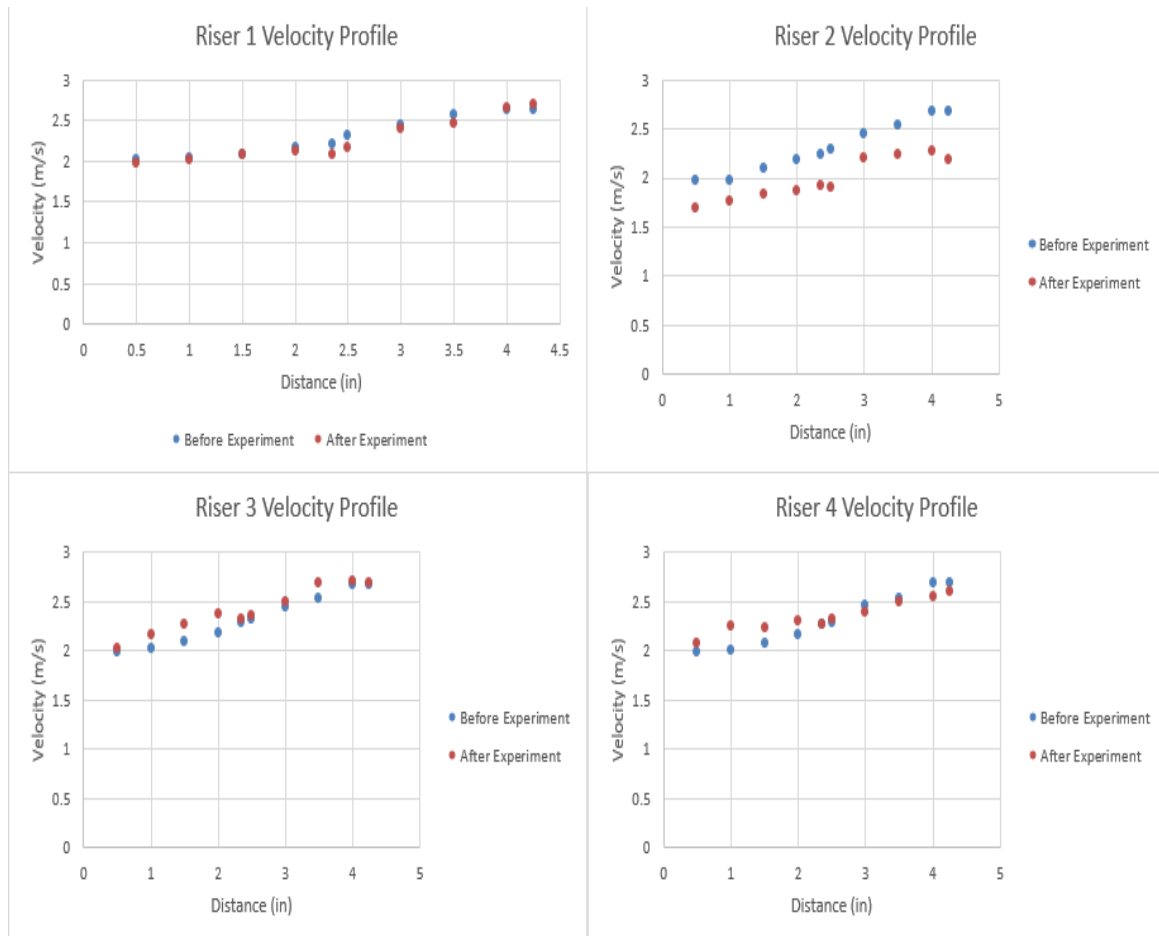 Riser 1 Velocity Profile
3
2.5
2
1.5
1
0.5
0
Velocity (m/s)
0 0.5 1 1.5 2 2.5 3 3.5 4 4.5
Distance (in)
Before Experiment After Experiment
Riser 2 Velocity Profile
3
2.5
2
1.5
1
0.5
0
Velocity (m/s)
0 1 2 3 4 5
Distance (in)
Before Experiment
After Experiment
Riser 3 Velocity Profile
3
2.5
2
1.5
1
0.5
0
Velocity (m/s)
0 1 2 3 4 5
Distance (in)
Before Experiment
After Experiment
Riser 4 Velocity Profile
3
2.5
2
1.5
1
0.5
0
Velocity (m/s)
0 1 2 3 4 5
Distance (in)
Before Experiment
After Experiment